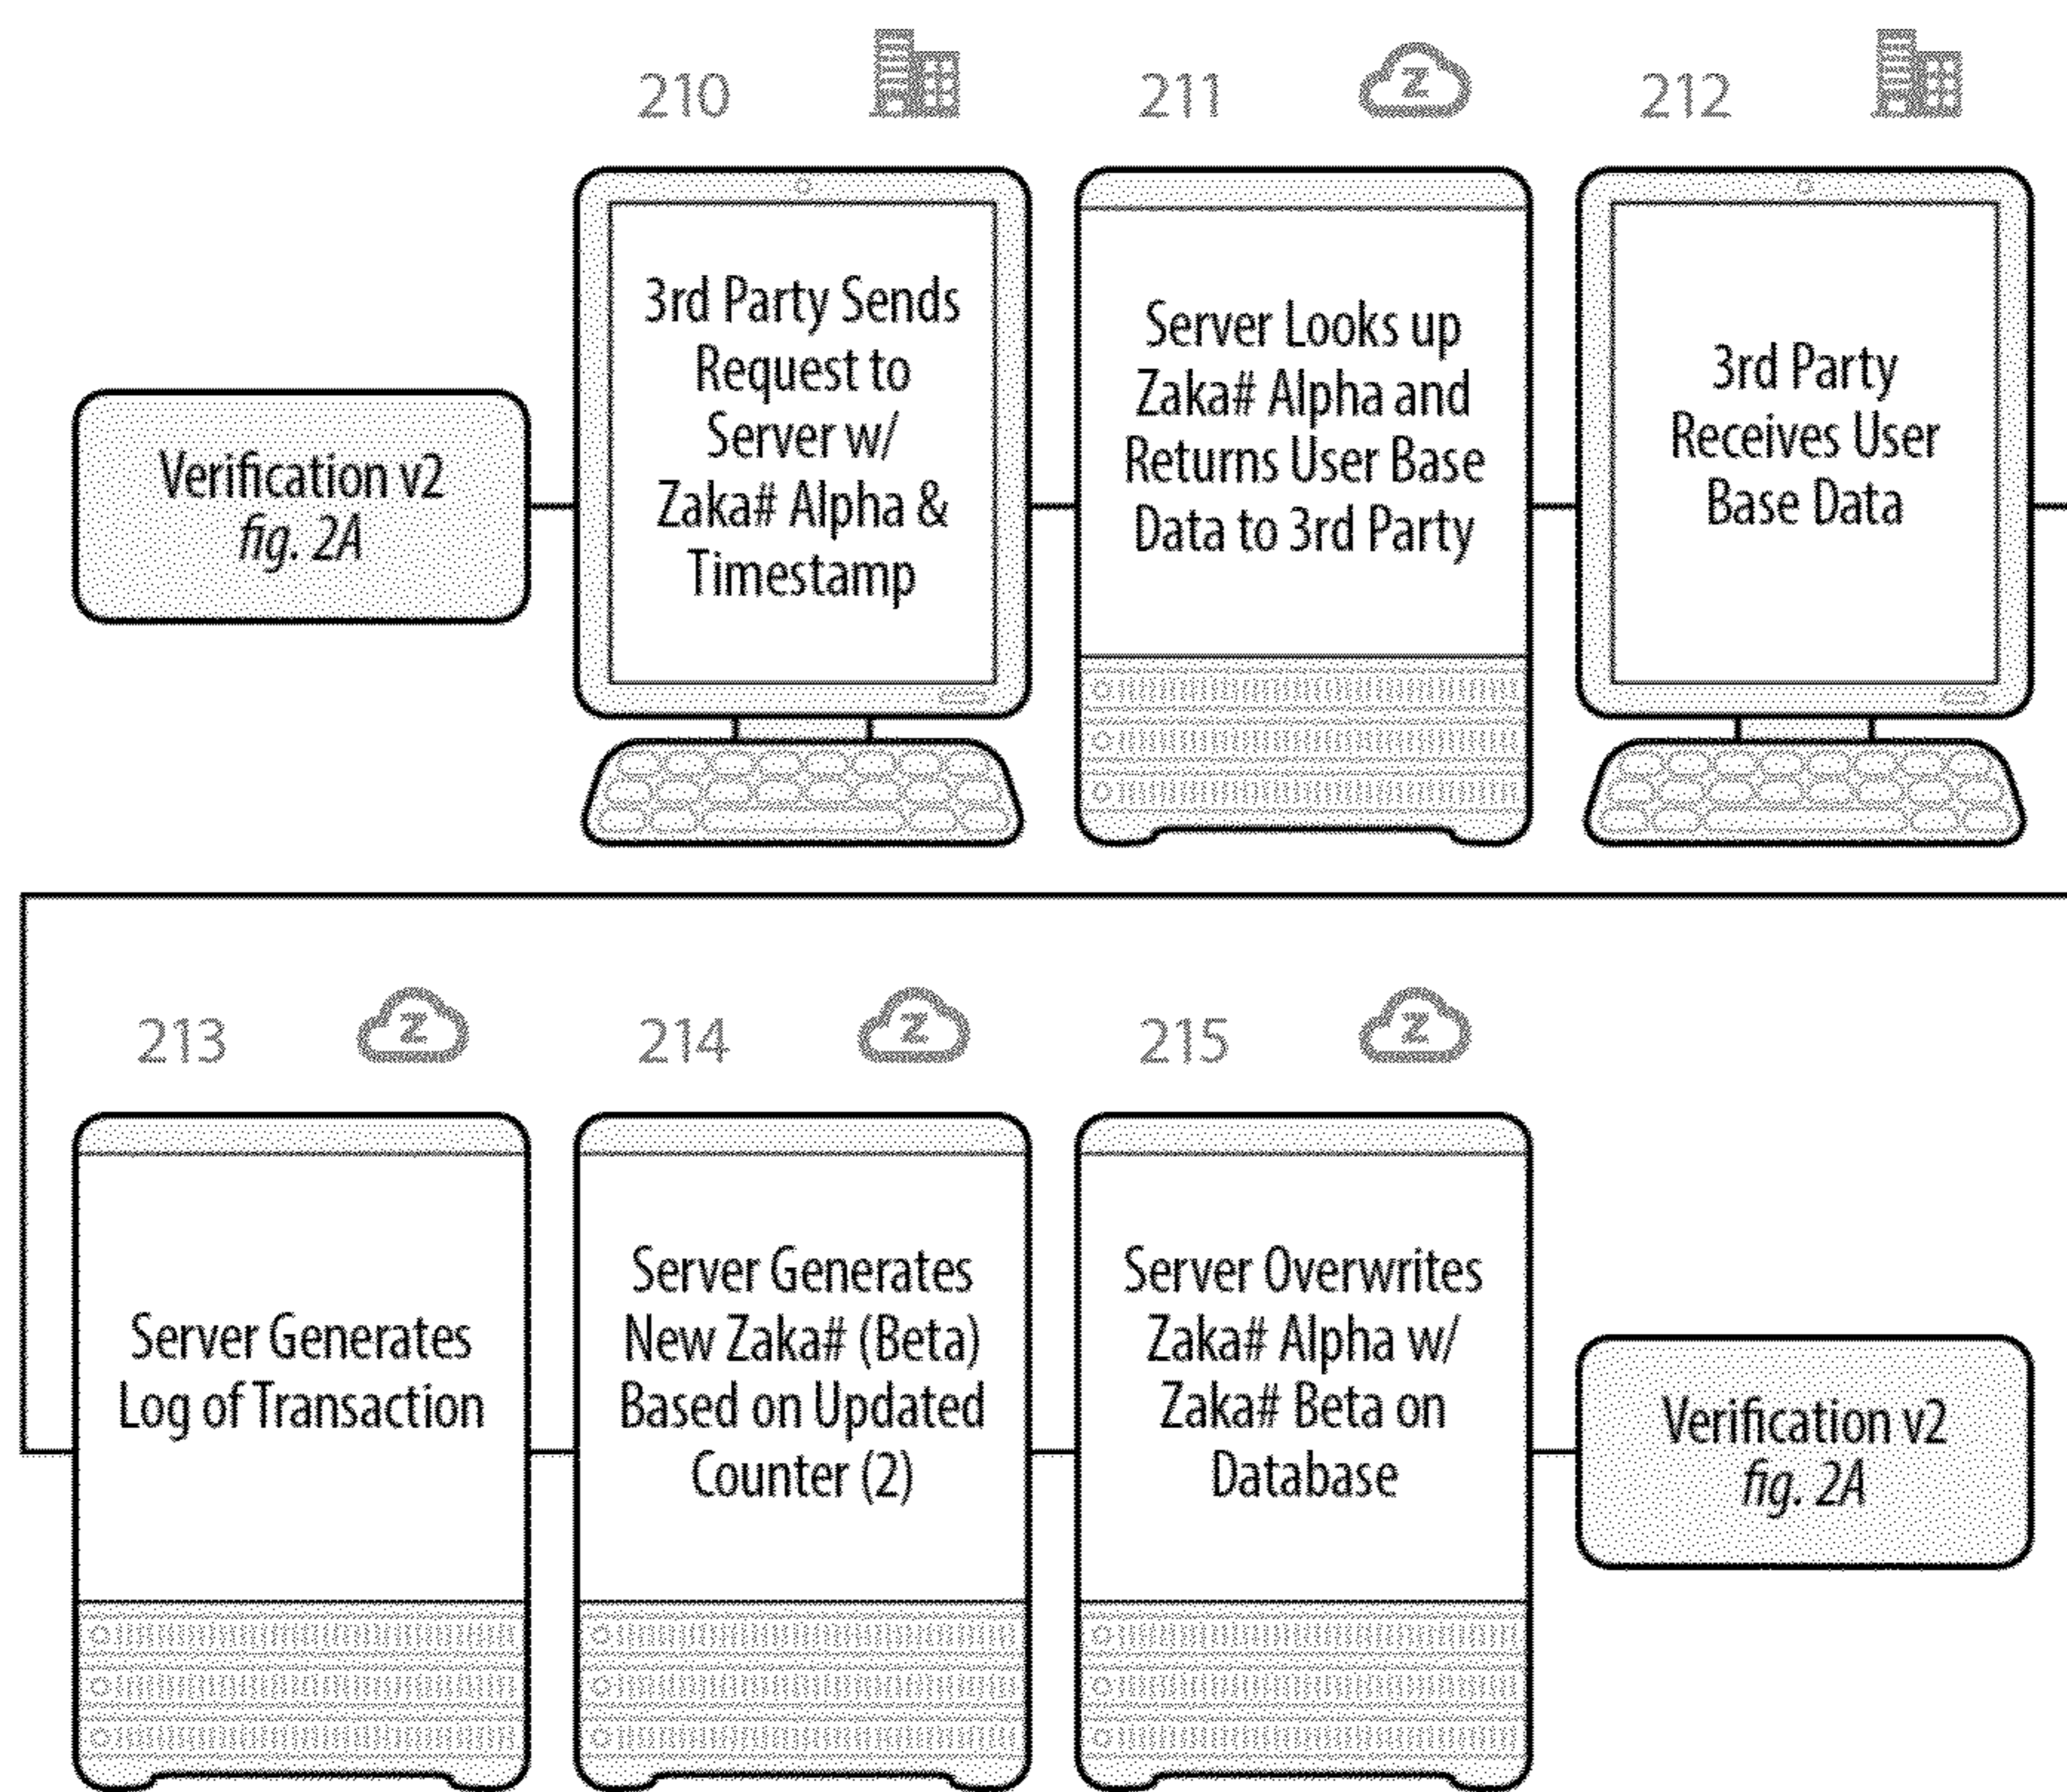 210
Z
211
212
Verification v2
fig. 2A
3rd Party Sends
Request to
Server w/
Zaka# Alpha &
Timestamp
Server Looks up
Zaka# Alpha and
Returns User Base
Data to 3rd Party
3rd Party
Receives User
Base Data
213
Z
214
Z
215
Z
Server Generates
Log of Transaction
Server Generates
New Zaka# (Beta)
Based on Updated
Counter (2)
Server Overwrites
Zaka# Alpha w/
Zaka# Beta on
Database
Verification v2
fig. 2A